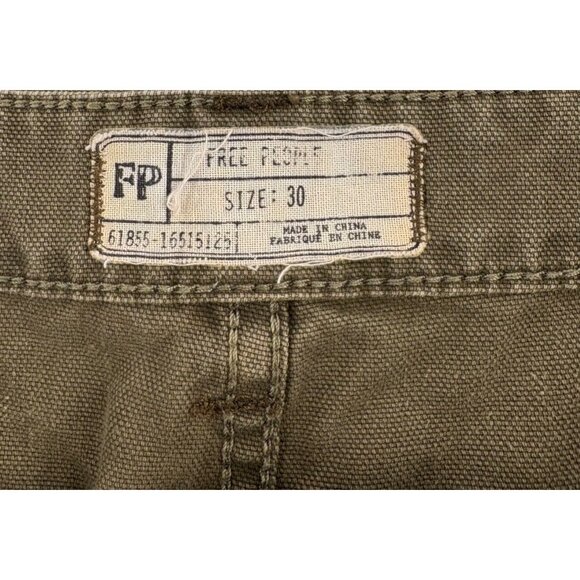 FP
FREE PEOPLE
SIZE: 30
61855-16515125
MADE IN CHINA
FABRIQUÉ EN CHINE